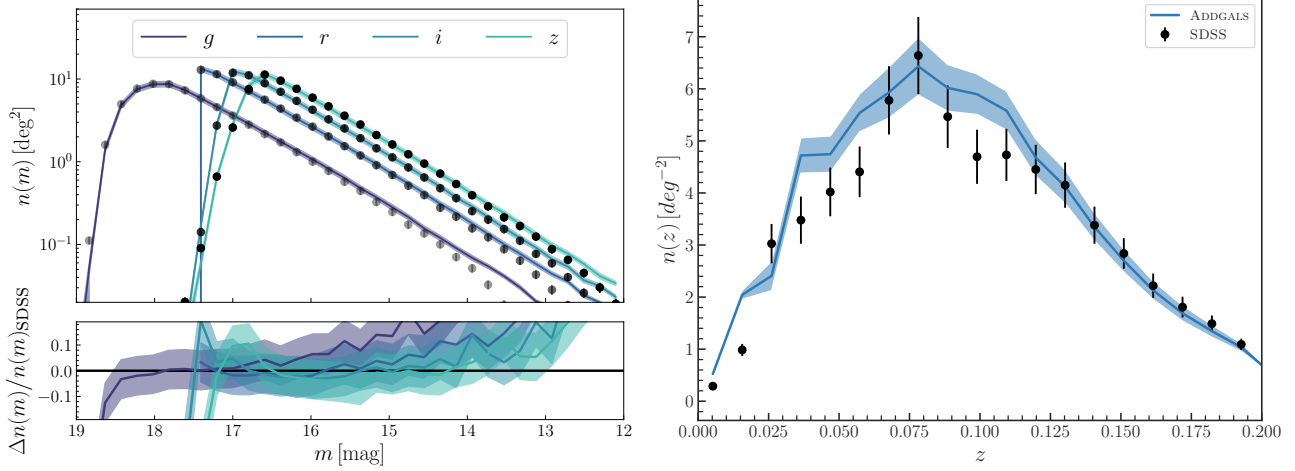 g r i z
n(m) [deg²]
10¹
10⁰
10⁻¹
Δn(m)/n(m)SDSS
0.1
0.0
−0.1
19 18 17 16 15 14 13 12
m [mag]
ADDGALS
SDSS
n(z) [deg⁻²]
7
6
5
4
3
2
1
0
0.000 0.025 0.050 0.075 0.100 0.125 0.150 0.175 0.200
z